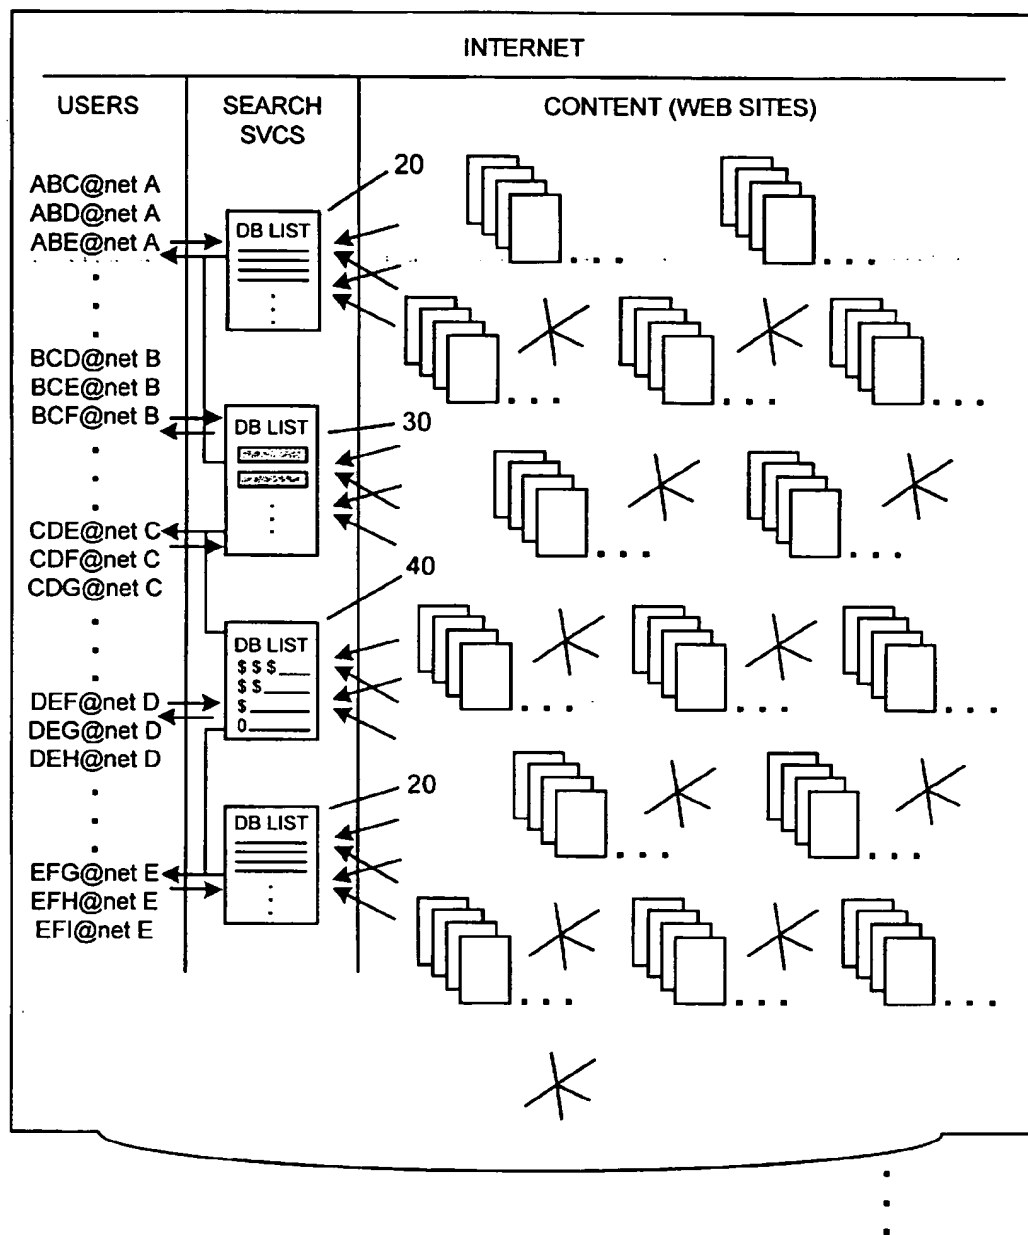 INTERNET
USERS
SEARCH
SVCS
CONTENT (WEB SITES)
ABC@net A
ABD@net A
ABE@net A
BCD@net B
BCE@net B
BCF@net B
CDE@net C
CDF@net C
CDG@net C
DEF@net D
DEG@net D
DEH@net D
EFG@net E
EFH@net E
EFI@net E
20
DB LIST
30
DB LIST
40
DB LIST
$ $ $
$ $
$
0
20
DB LIST